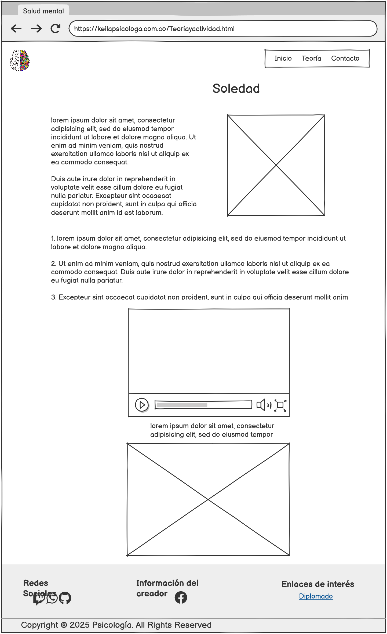 Salud mental
https://keilapsicologa.com.co/Teoriayactividad.html
Inicio Teoría Contacto
Soledad
lorem ipsum dolor sit amet, consectetur
adipisicing elit, sed do eiusmod tempor
incididunt ut labore et dolore magna aliqua. Ut
enim ad minim veniam, quis nostrud
exercitation ullamco laboris nisi ut aliquip ex ea
ea commodo consequat.
Duis aute irure dolor in reprehenderit in
voluptate velit esse cillum dolore eu fugiat
nulla pariatur. Excepteur sint occaecat
cupidatat non proident, sunt in culpa qui officia
deserunt mollit anim id est laborum.
1. lorem ipsum dolor sit amet, consectetur adipisicing elit, sed do eiusmod tempor incididunt ut
labore et dolore magna aliqua.
2. Ut enim ad minim veniam, quis nostrud exercitation ullamco laboris nisi ut aliquip ex ea
commodo consequat. Duis aute irure dolor in reprehenderit in voluptate velit esse cillum dolore
eu fugiat nulla pariatur.
3. Excepteur sint occaecat cupidatat non proident, sunt in culpa qui officia deserunt mollit anim
lorem ipsum dolor sit amet, consectetur
adipisicing elit, sed do eiusmod tempor
Redes
Sociales
Información del
creador
Enlaces de interés
Diplomado
Copyright © 2025 Psicología. All Rights Reserved